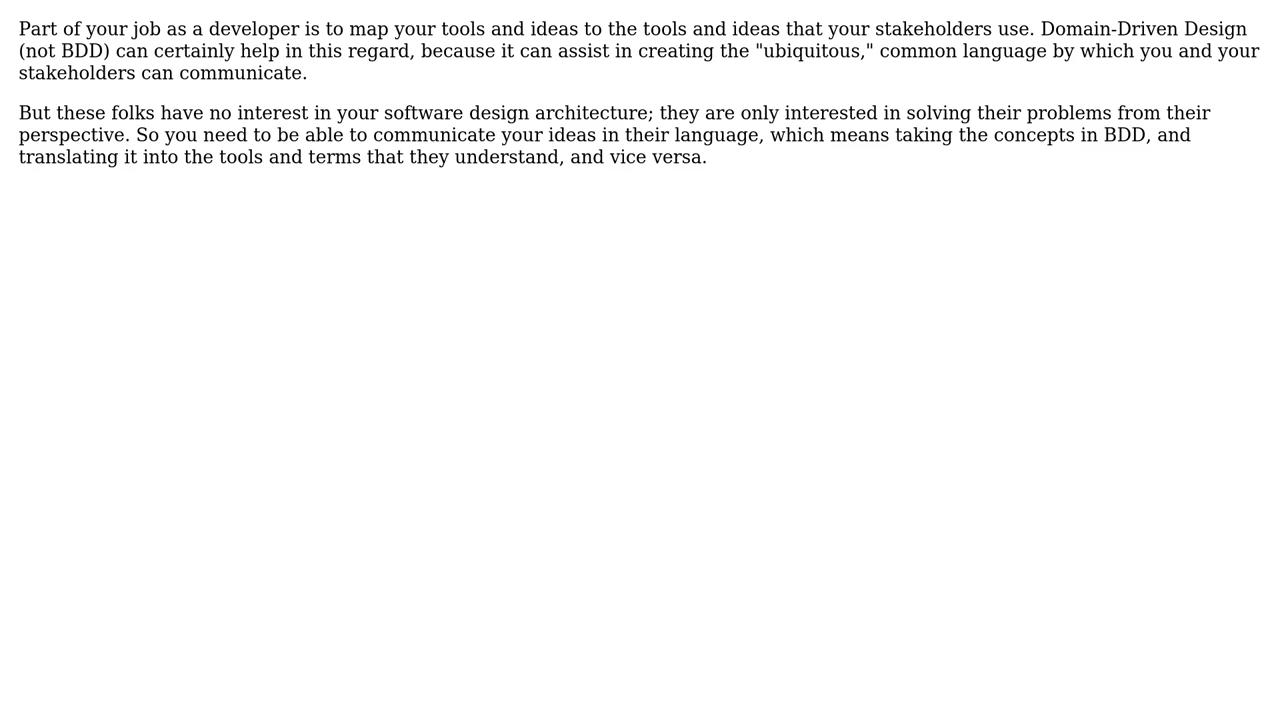 Part of your job as a developer is to map your tools and ideas to the tools and ideas that your stakeholders use. Domain-Driven Design
(not BDD) can certainly help in this regard, because it can assist in creating the "ubiquitous," common language by which you and your
stakeholders can communicate.
But these folks have no interest in your software design architecture; they are only interested in solving their problems from their
perspective. So you need to be able to communicate your ideas in their language, which means taking the concepts in BDD, and
translating it into the tools and terms that they understand, and vice versa.